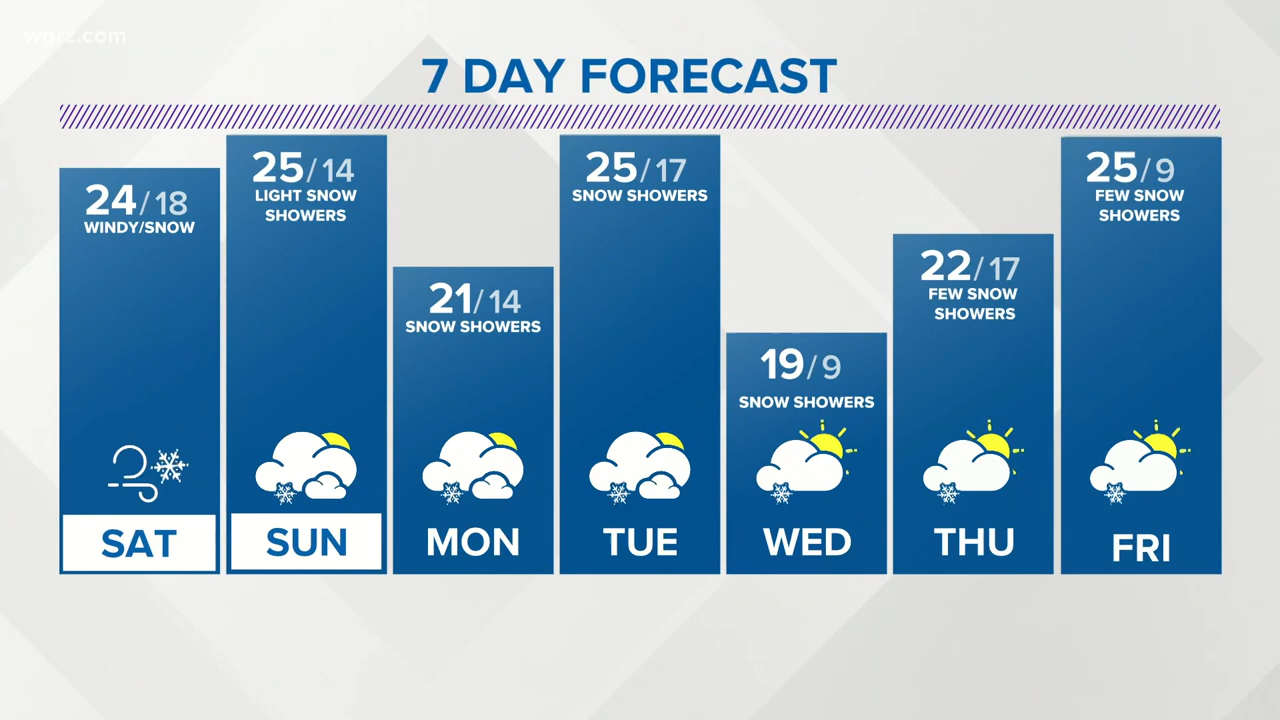 wgrz.com
7 DAY FORECAST
24/18
WINDY/SNOW
SAT
25/14
LIGHT SNOW
SHOWERS
SUN
21/14
SNOW SHOWERS
MON
25/17
SNOW SHOWERS
TUE
19/9
SNOW SHOWERS
WED
22/17
FEW SNOW
SHOWERS
THU
25/9
FEW SNOW
SHOWERS
FRI